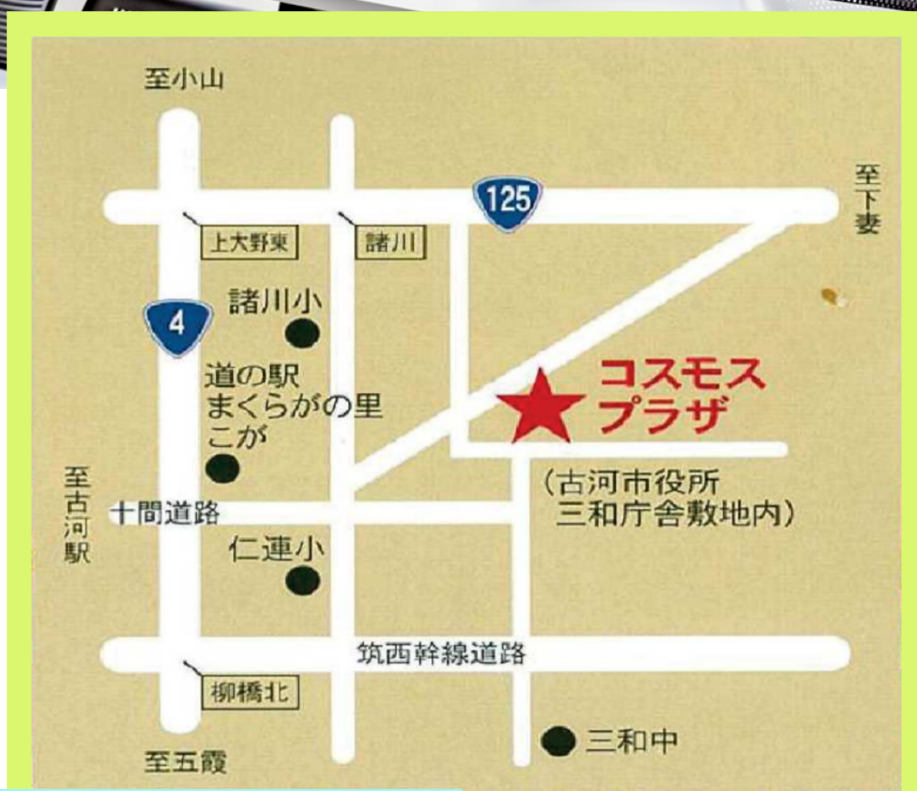 至小山
125
至下妻
上大野東
諸川
諸川小
4
道の駅
まくらがの里
こが
コスモス
プラザ
(古河市役所
三和庁舎敷地内)
至古河駅
十間道路
仁連小
筑西幹線道路
柳橋北
三和中
至五霞